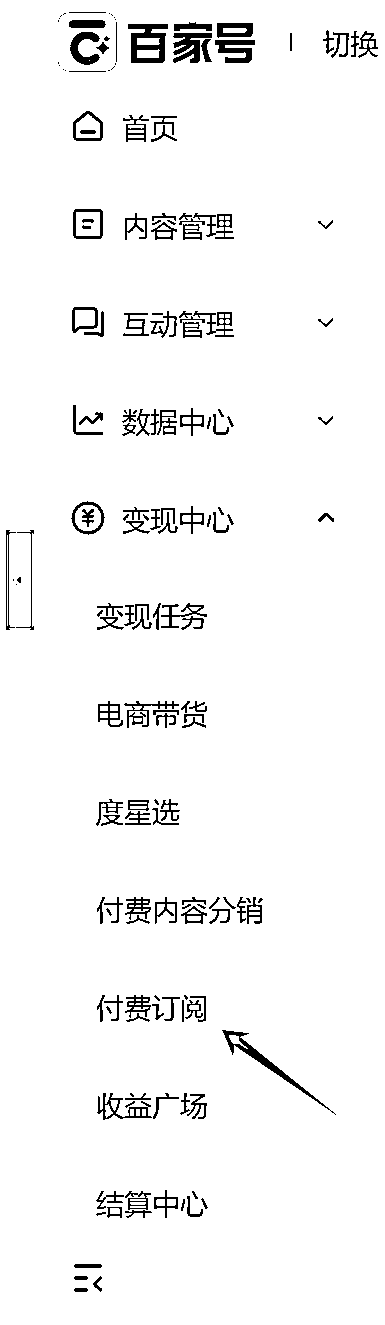 百家号 | 切换
首页
内容管理
互动管理
数据中心
变现中心
变现任务
电商带货
度星选
付费内容分销
付费订阅
收益广场
结算中心